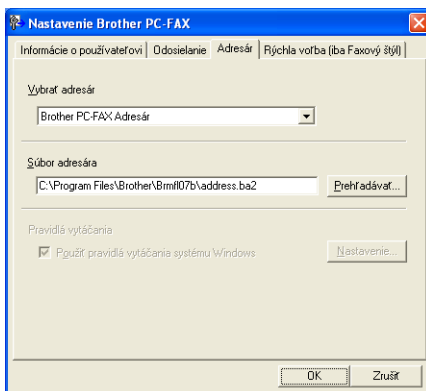 Nastavenie Brother PC-FAX
Informácie o používateľovi Odosielanie Adresár Rýchla voľba (iba Faxový štýl)
Vybrať adresár
Brother PC-FAX Adresár
Súbor adresára
C:\Program Files\Brother\Brmfl07b\address.ba2 Prehľadávať...
Pravidlá vytáčania
Použiť pravidlá vytáčania systému Windows Nastavenie...
OK Zrušiť